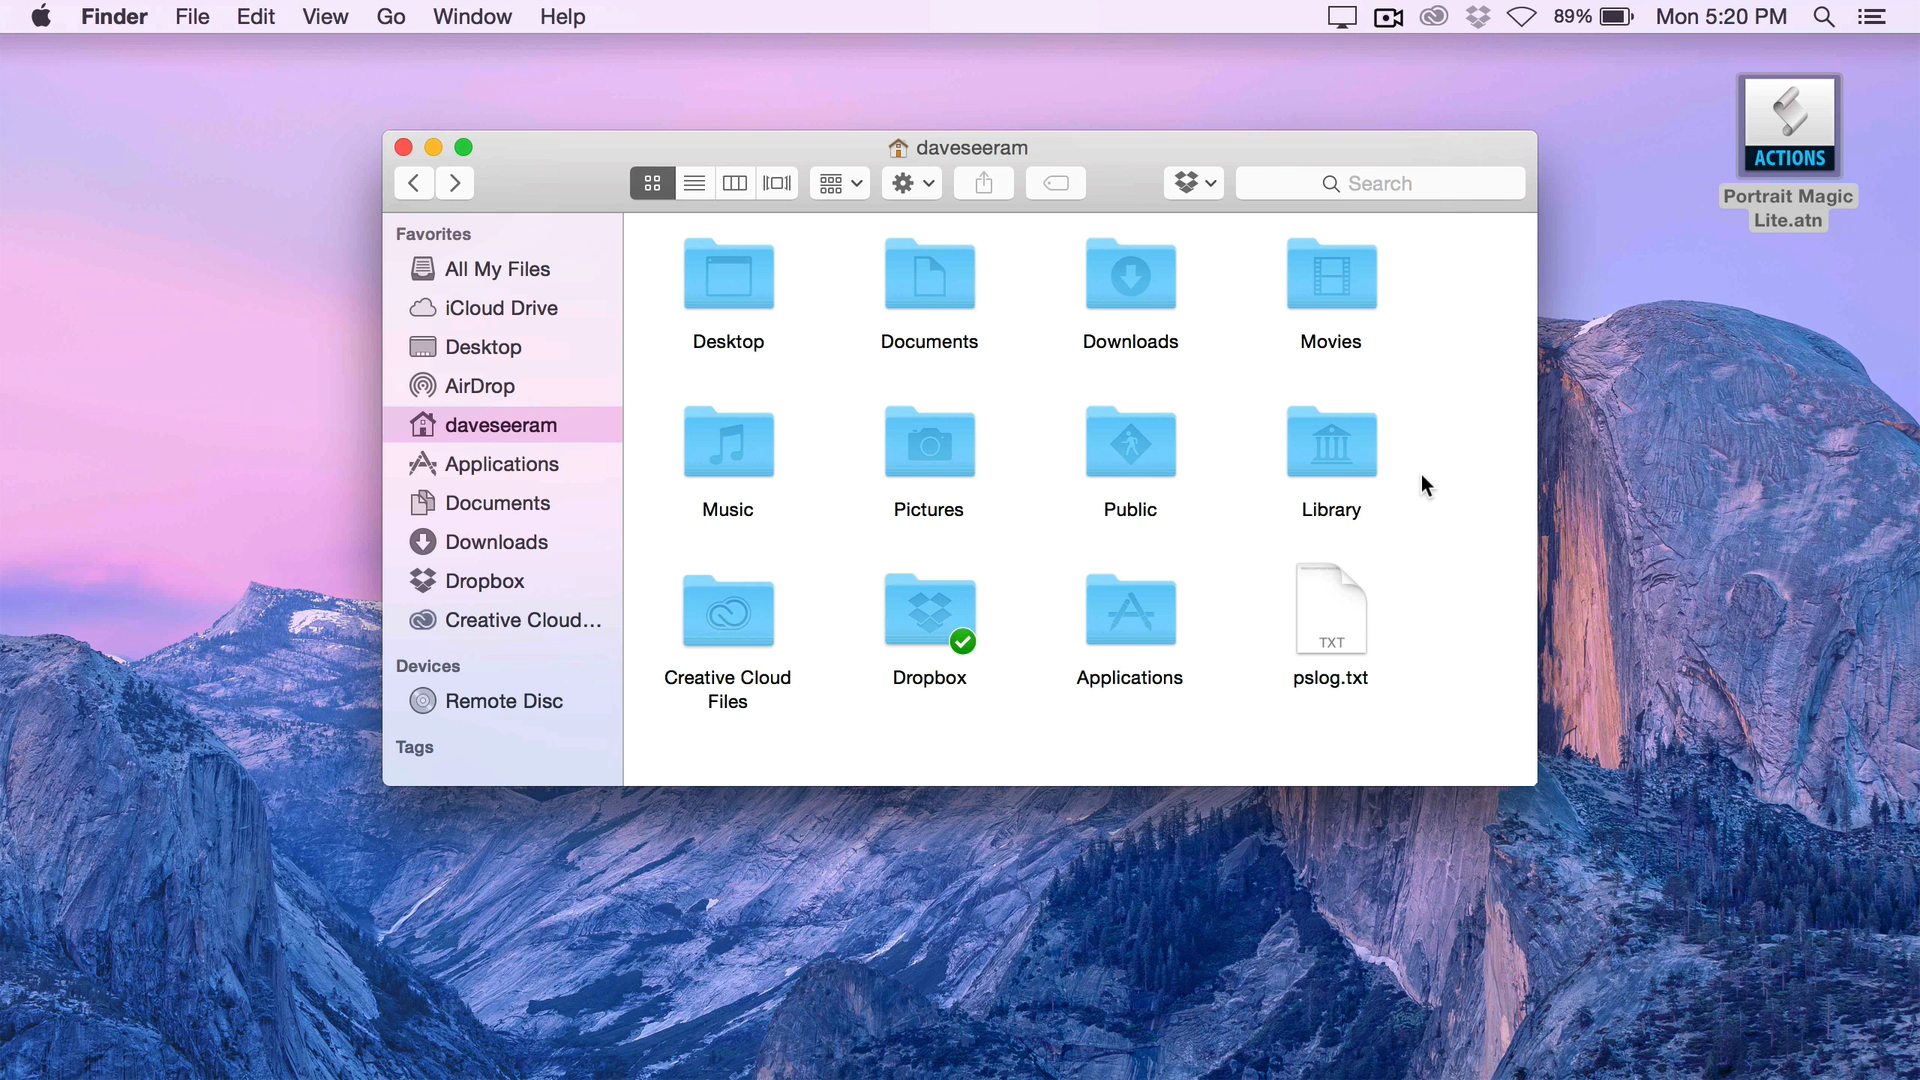 Finder File Edit View Go Window Help 89% Mon 5:20 PM
ACTIONS
Portrait Magic
Lite.atn
daveseeram
Search
Favorites
All My Files
iCloud Drive
Desktop
AirDrop
daveseeram
Applications
Documents
Downloads
Dropbox
Creative Cloud...
Devices
Remote Disc
Tags
Desktop Documents Downloads Movies
Music Pictures Public Library
TXT
Creative Cloud Dropbox Applications pslog.txt
Files